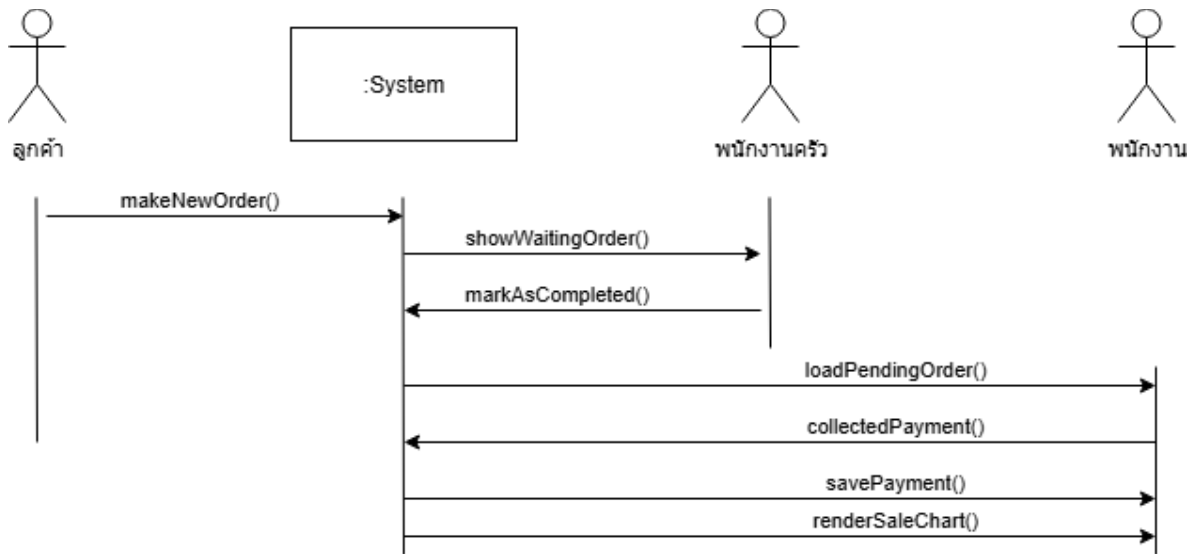 :System
ลูกค้า
พนักงานครัว
พนักงาน
makeNewOrder()
showWaitingOrder()
markAsCompleted()
loadPendingOrder()
collectedPayment()
savePayment()
renderSaleChart()